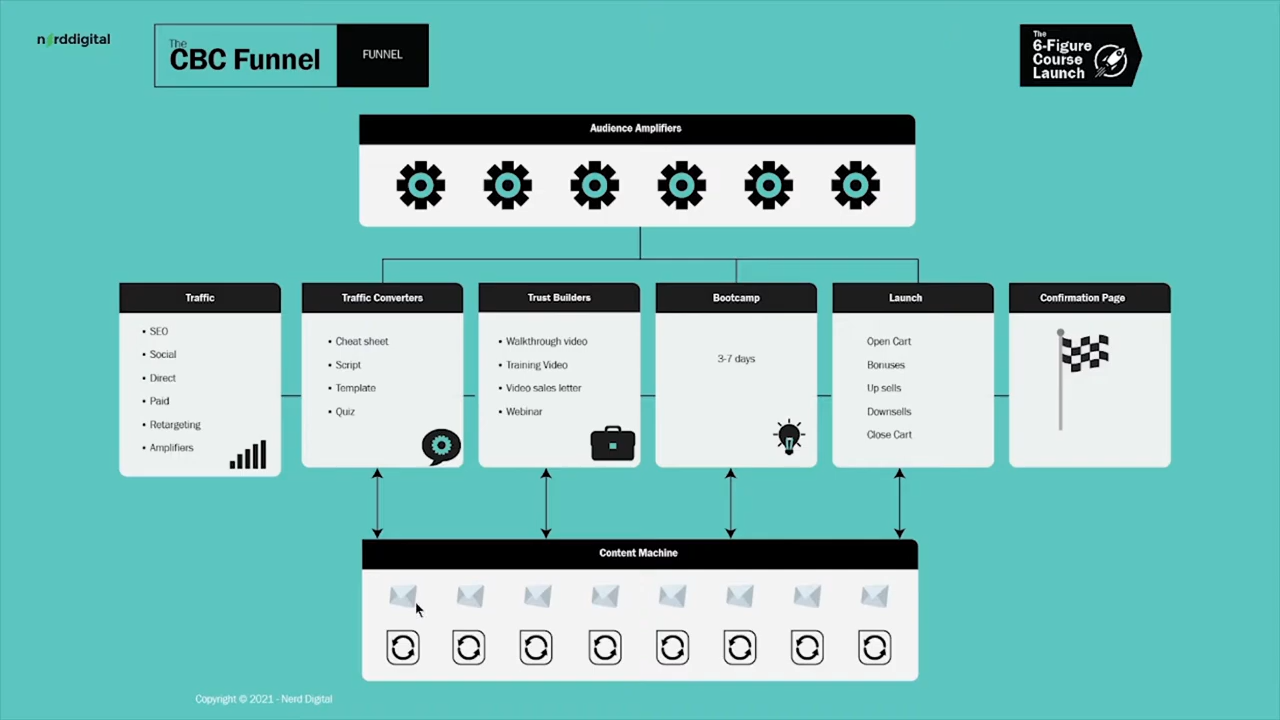 nerddigital
The
CBC Funnel
FUNNEL
The
6-Figure
Course
Launch
Audience Amplifiers
Traffic
• SEO
• Social
• Direct
• Paid
• Retargeting
• Amplifiers
Traffic Converters
• Cheat sheet
• Script
• Template
• Quiz
Trust Builders
• Walkthrough video
• Training Video
• Video sales letter
• Webinar
Bootcamp
3-7 days
Launch
Open Cart
Bonuses
Up sells
Downsells
Close Cart
Confirmation Page
Content Machine
Copyright © 2021 - Nerd Digital